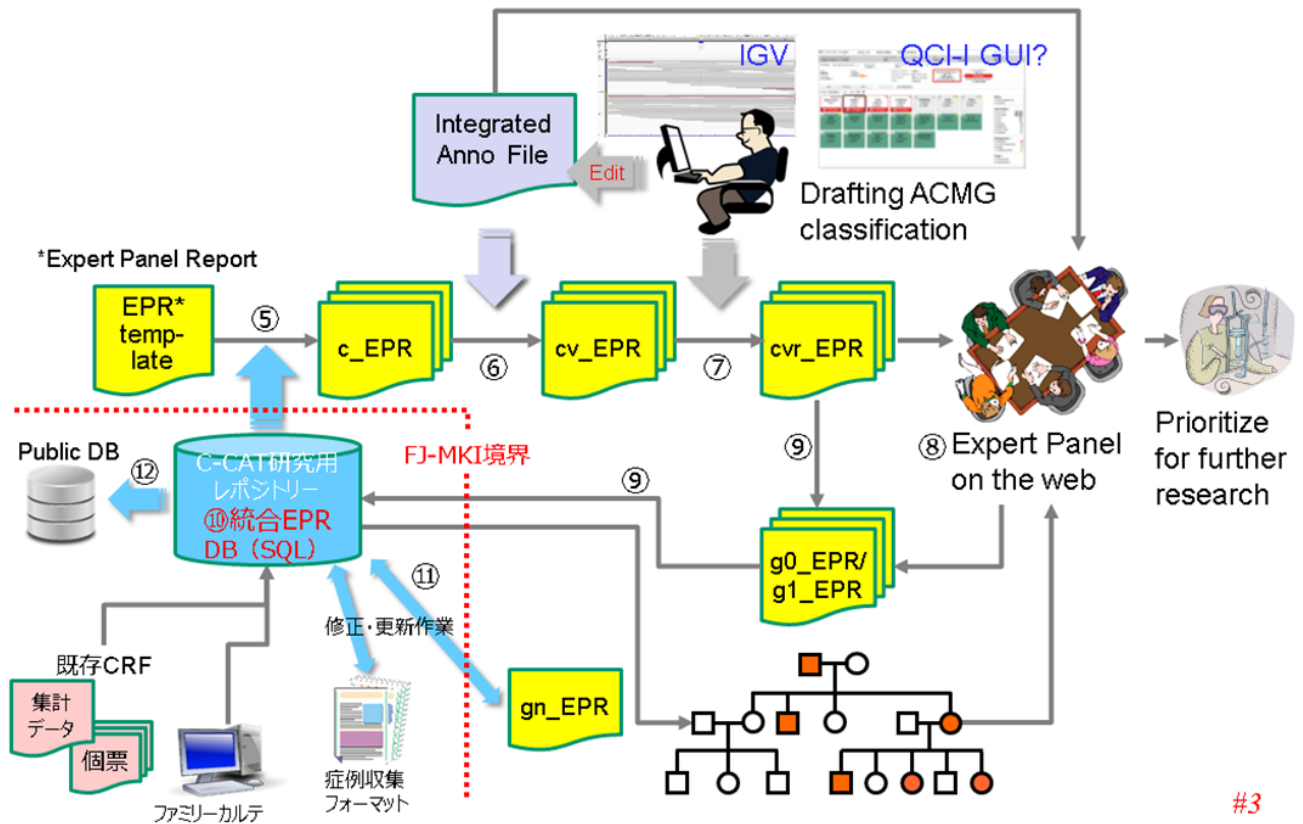 IGV
QCI-I GUI?
Integrated
Anno File
Edit
Drafting ACMG
classification
*Expert Panel Report
EPR*
temp-
late
⑤
c_EPR
⑥
cv_EPR
⑦
cvr_EPR
Public DB
⑫
C-CAT研究用
レポジトリー
⑩統合EPR
DB（SQL）
FJ-MKI境界
⑨
⑨
⑧Expert Panel
on the web
Prioritize
for further
research
g0_EPR/
g1_EPR
⑪
修正・更新作業
既存CRF
集計
データ
個票
ファミリーカルテ
症例収集
フォーマット
gn_EPR
#3